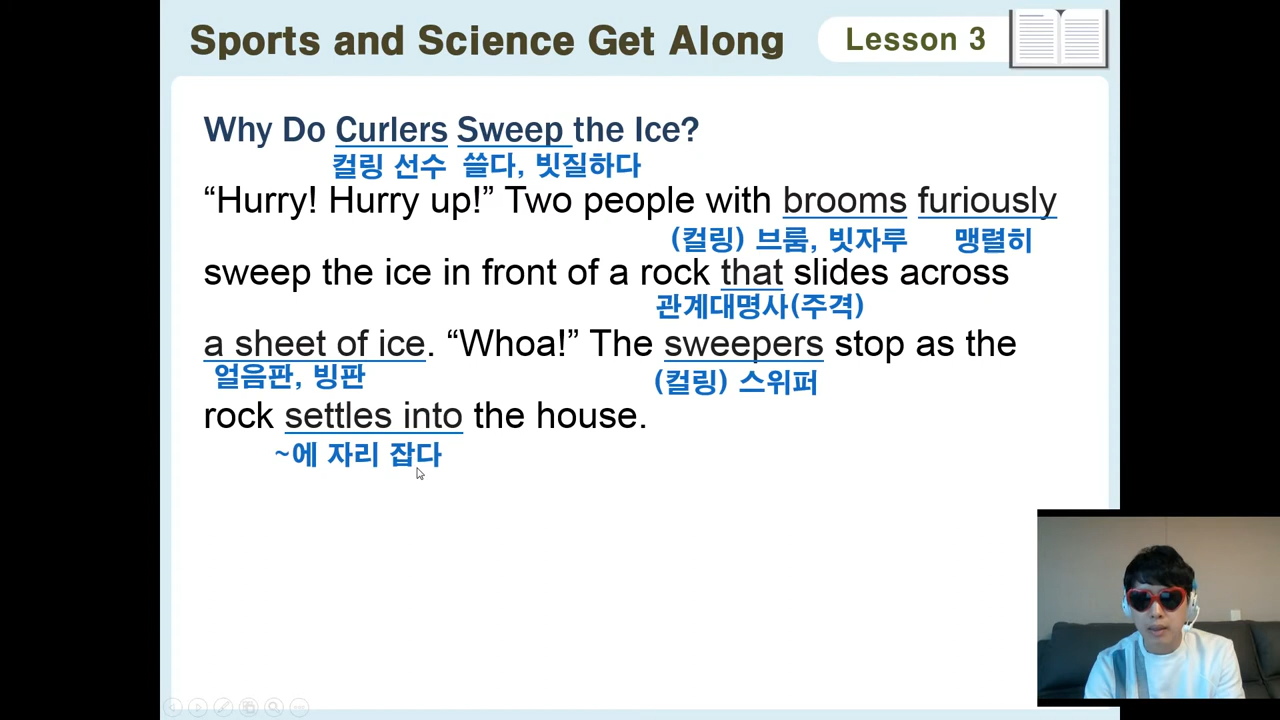 Sports and Science Get Along
Lesson 3
Why Do Curlers Sweep the Ice?
컬링 선수 쓸다, 빗질하다
“Hurry! Hurry up!” Two people with brooms furiously
(컬링) 브룸, 빗자루 맹렬히
sweep the ice in front of a rock that slides across
관계대명사(주격)
a sheet of ice. “Whoa!” The sweepers stop as the
얼음판, 빙판 (컬링) 스위퍼
rock settles into the house.
~에 자리 잡다